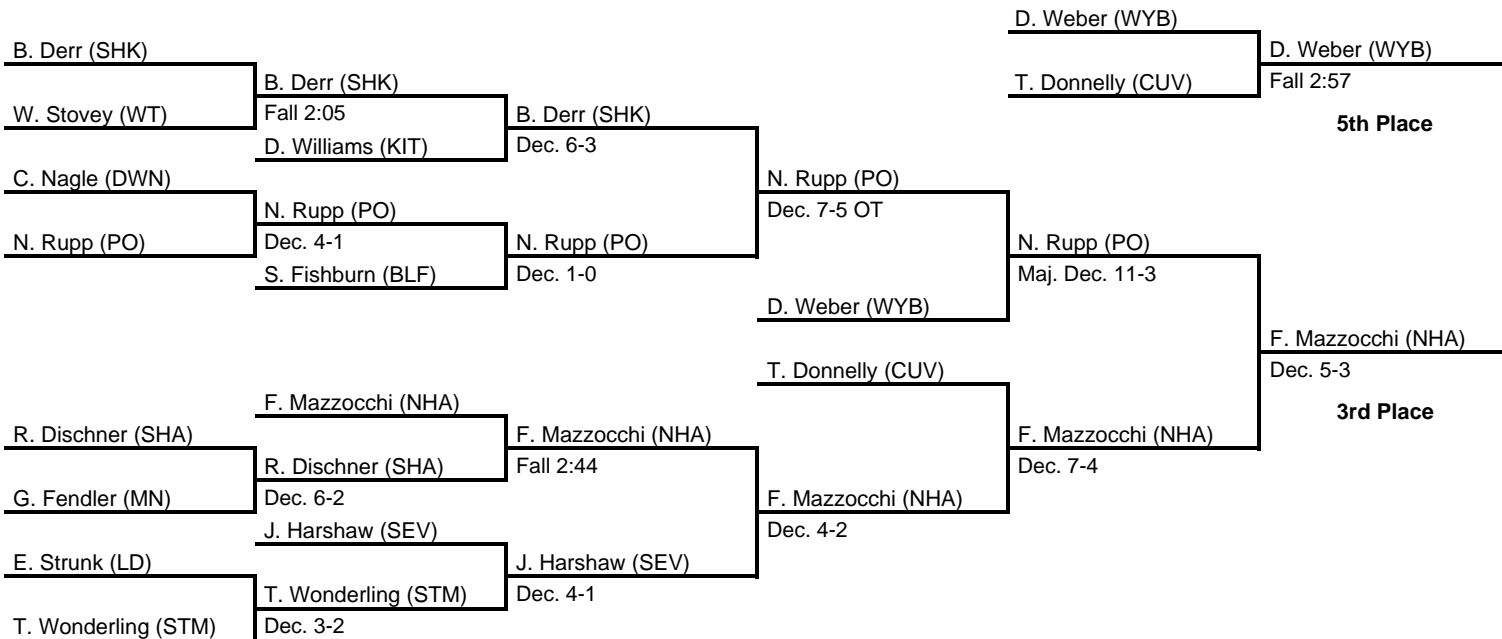 D. Weber (WYB)
B. Derr (SHK)
D. Weber (WYB)
B. Derr (SHK)
T. Donnelly (CUV)
Fall 2:57
W. Stovey (WT)
Fall 2:05
B. Derr (SHK)
5th Place
D. Williams (KIT)
Dec. 6-3
C. Nagle (DWN)
N. Rupp (PO)
N. Rupp (PO)
Dec. 7-5 OT
N. Rupp (PO)
Dec. 4-1
N. Rupp (PO)
N. Rupp (PO)
S. Fishburn (BLF)
Dec. 1-0
Maj. Dec. 11-3
D. Weber (WYB)
F. Mazzocchi (NHA)
T. Donnelly (CUV)
Dec. 5-3
F. Mazzocchi (NHA)
3rd Place
R. Dischner (SHA)
F. Mazzocchi (NHA)
F. Mazzocchi (NHA)
R. Dischner (SHA)
Fall 2:44
Dec. 7-4
G. Fendler (MN)
Dec. 6-2
F. Mazzocchi (NHA)
J. Harshaw (SEV)
Dec. 4-2
E. Strunk (LD)
J. Harshaw (SEV)
T. Wonderling (STM)
Dec. 4-1
T. Wonderling (STM)
Dec. 3-2